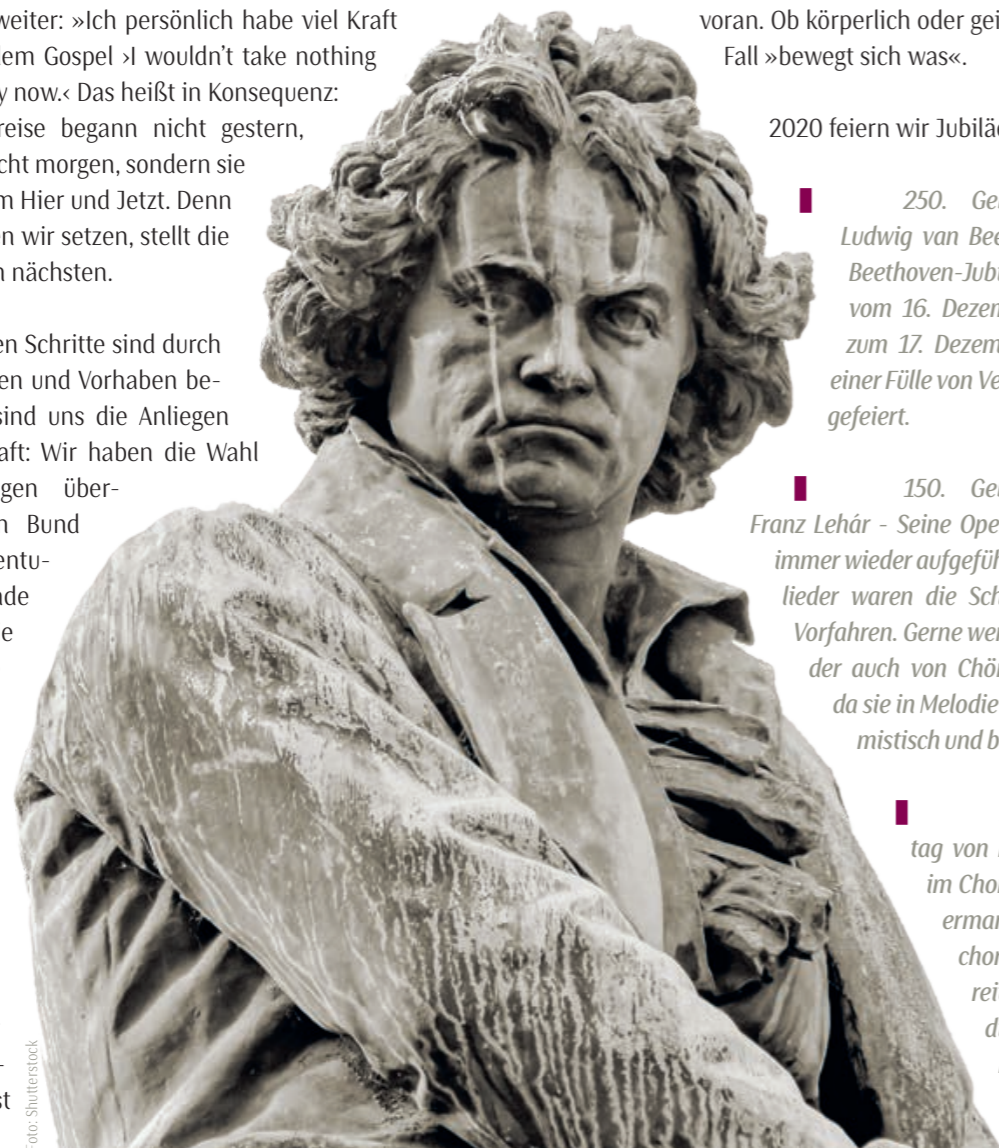 weiter: »Ich persönlich habe viel Kraft
dem Gospel ›I wouldn’t take nothing
y now.‹ Das heißt in Konsequenz:
reise begann nicht gestern,
cht morgen, sondern sie
m Hier und Jetzt. Denn
en wir setzen, stellt die
n nächsten.
en Schritte sind durch
en und Vorhaben be-
sind uns die Anliegen
aft: Wir haben die Wahl
gen über-
n Bund
entu-
nde
e
-
st
Foto: Shutterstock
voran. Ob körperlich oder gei
Fall »bewegt sich was«.
2020 feiern wir Jubilä
250. Ge
Ludwig van Bee
Beethoven-Jub
vom 16. Dezem
zum 17. Dezem
einer Fülle von Ve
gefeiert.
150. Ge
Franz Lehár - Seine Ope
immer wieder aufgefüh
lieder waren die Sch
Vorfahren. Gerne wer
der auch von Chö
da sie in Melodie
mistisch und b
tag von
im Cho
erma
chor
rei
d